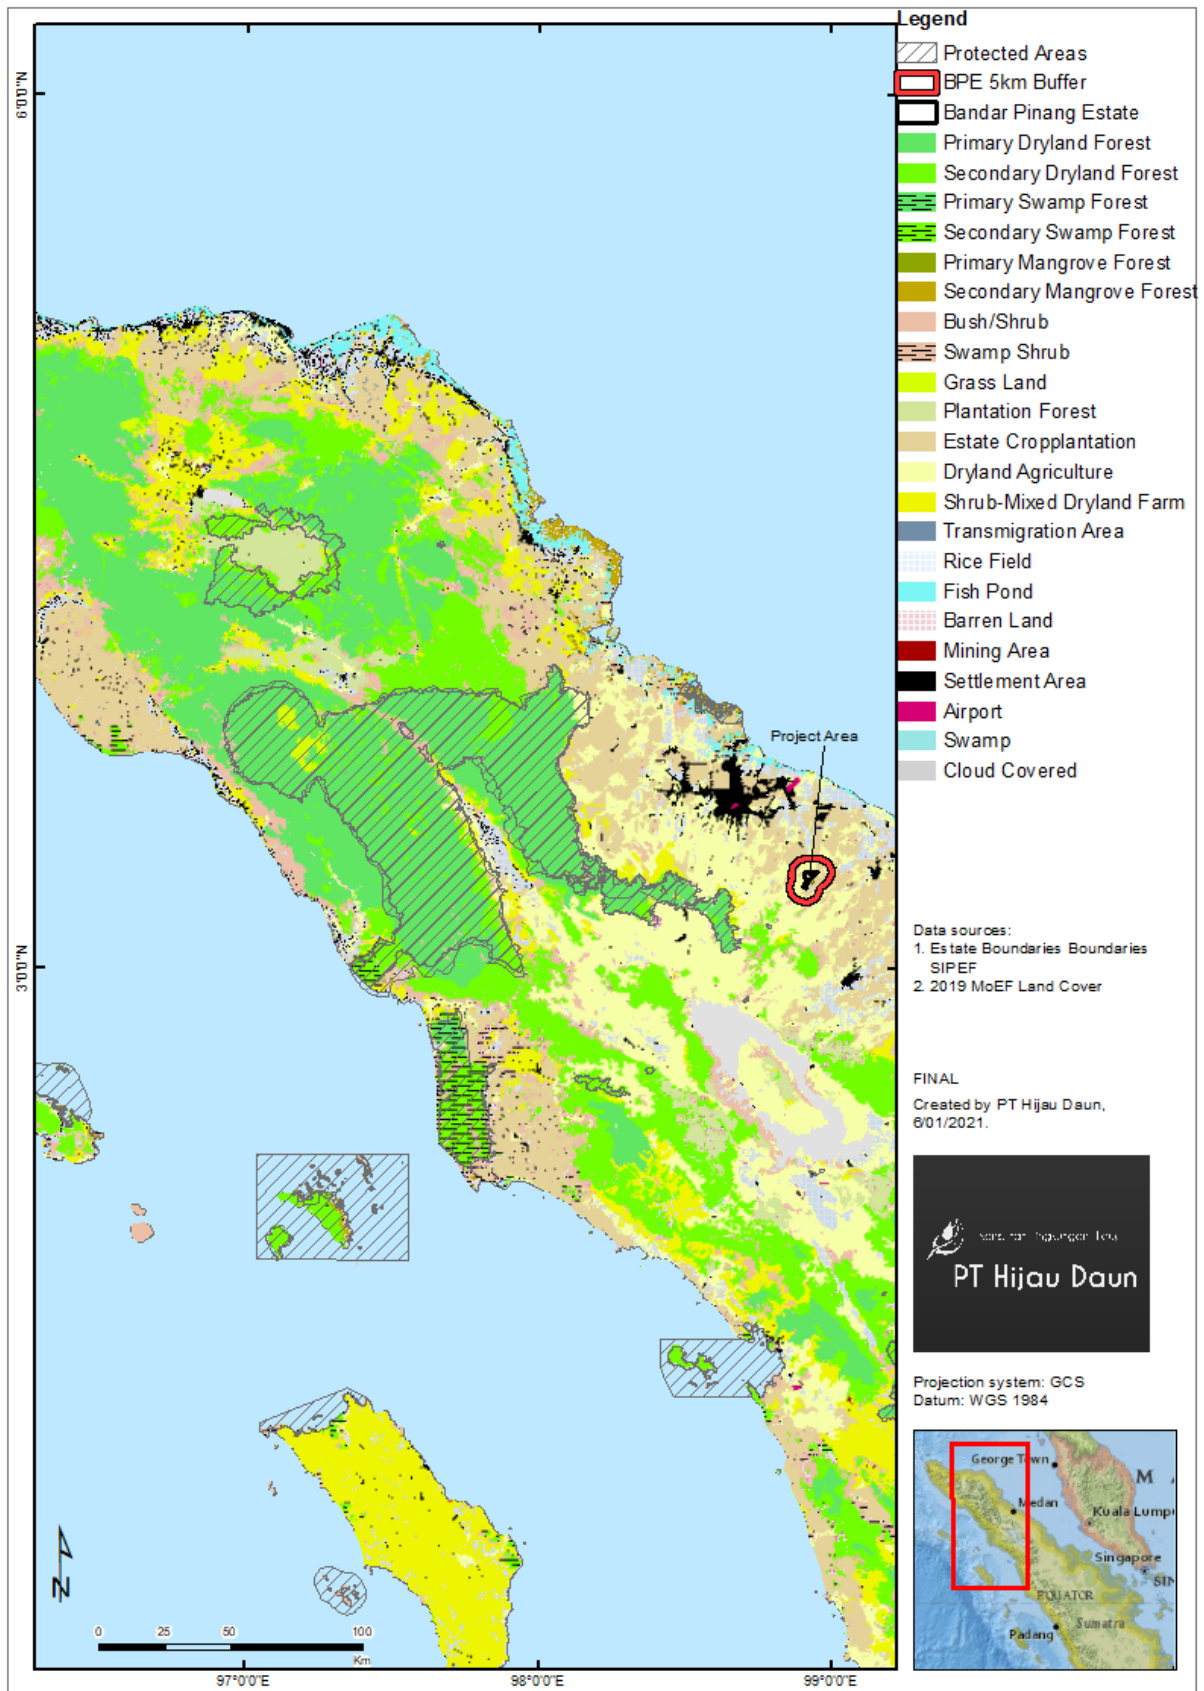 Legend
Protected Areas
BPE 5km Buffer
Bandar Pinang Estate
Primary Dryland Forest
Secondary Dryland Forest
Primary Swamp Forest
Secondary Swamp Forest
Primary Mangrove Forest
Secondary Mangrove Forest
Bush/Shrub
Swamp Shrub
Grass Land
Plantation Forest
Estate Cropplantation
Dryland Agriculture
Shrub-Mixed Dryland Farm
Transmigration Area
Rice Field
Fish Pond
Barren Land
Mining Area
Settlement Area
Airport
Swamp
Cloud Covered
6°0'0"N
Project Area
3°0'0"N
Data sources:
1. Estate Boundaries Boundaries
SIPEF
2. 2019 MoEF Land Cover
FINAL
Created by PT Hijau Daun,
6/01/2021.
PT Hijau Daun
Projection system: GCS
Datum: WGS 1984
George Town
M
Medan
Kuala Lump
Singapore
SIN
EQUATOR
Sumatra
Padang
N
0 25 50 100
Km
97°0'0"E 98°0'0"E 99°0'0"E